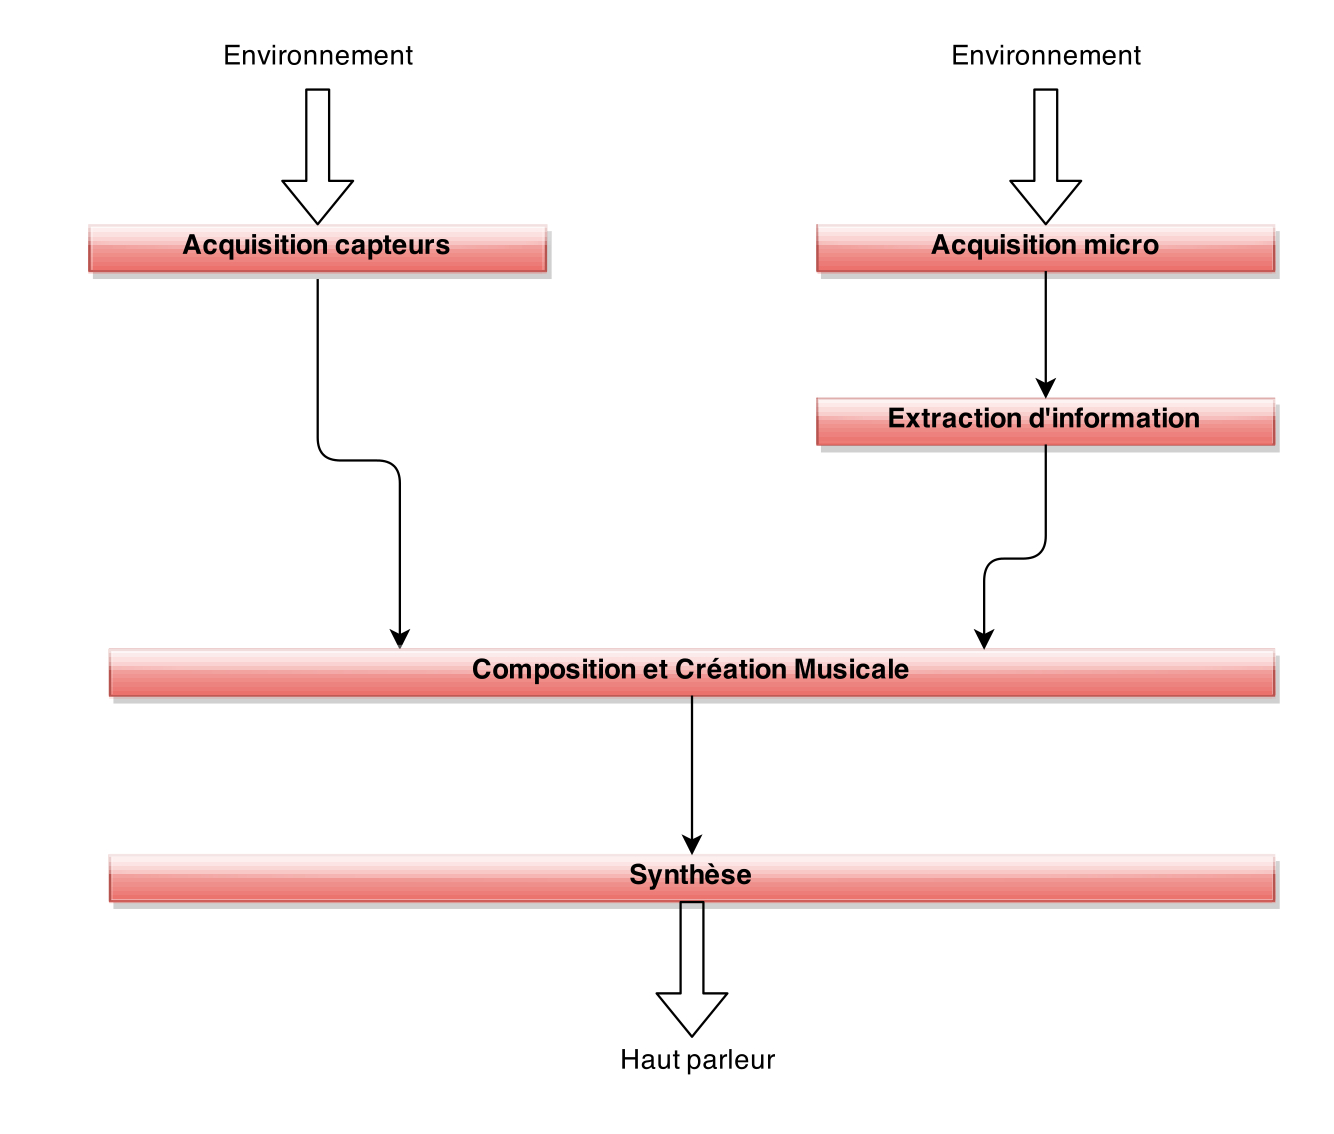 Environnement
Environnement
Acquisition capteurs
Acquisition micro
Extraction d'information
Composition et Création Musicale
Synthèse
Haut parleur